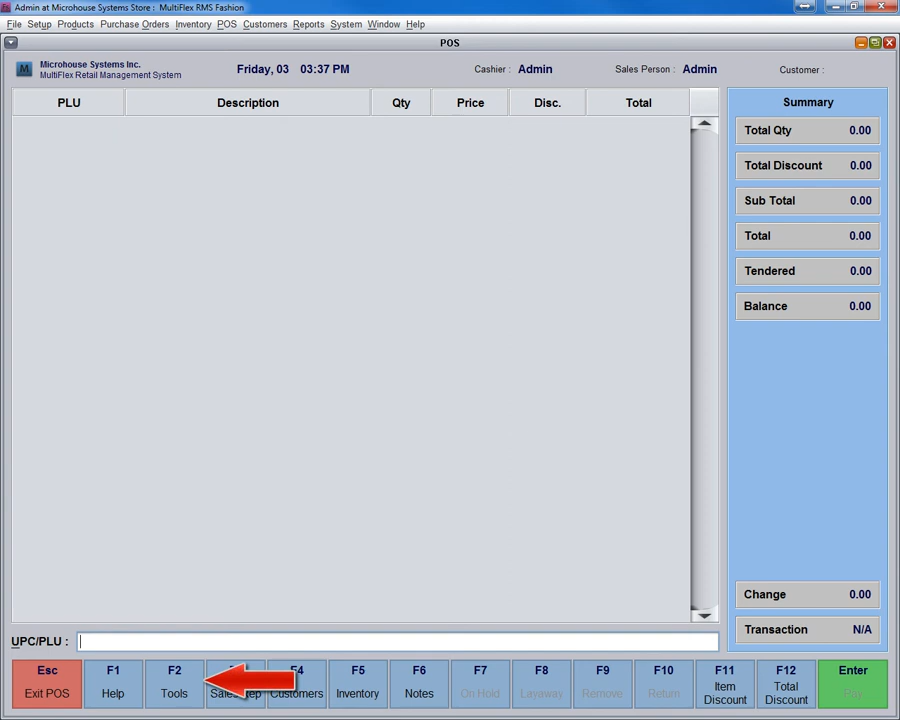 Admin at Microhouse Systems Store : MultiFlex RMS Fashion
File Setup Products Purchase Orders Inventory POS Customers Reports System Window Help
POS
Microhouse Systems Inc.
MultiFlex Retail Management System
Friday, 03 03:37 PM
Cashier : Admin
Sales Person : Admin
Customer :
PLU Description Qty Price Disc. Total
Summary
Total Qty 0.00
Total Discount 0.00
Sub Total 0.00
Total 0.00
Tendered 0.00
Balance 0.00
Change 0.00
Transaction N/A
UPC/PLU :
Esc F1 F2 F4 F5 F6 F7 F8 F9 F10 F11 F12 Enter
Exit POS Help Tools Customers Inventory Notes On Hold Layaway Remove Return Item Discount Total Discount Pay